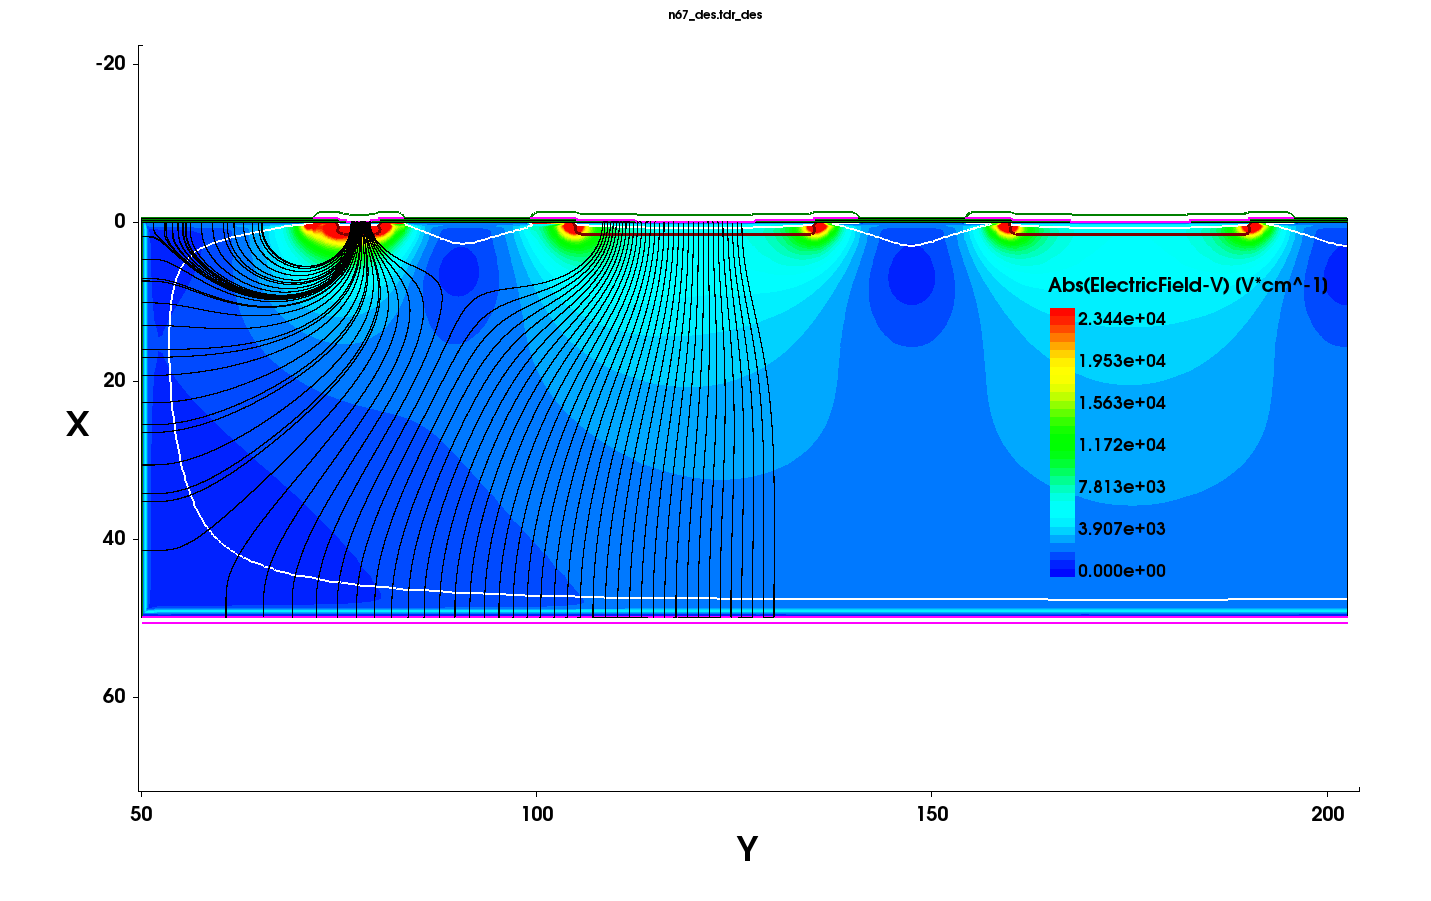 n67_des.tdr_des
-20
0
20
40
60
X
Abs(ElectricField-V) (V*cm^-1)
2.344e+04
1.953e+04
1.563e+04
1.172e+04
7.813e+03
3.907e+03
0.000e+00
50
100
150
200
Y